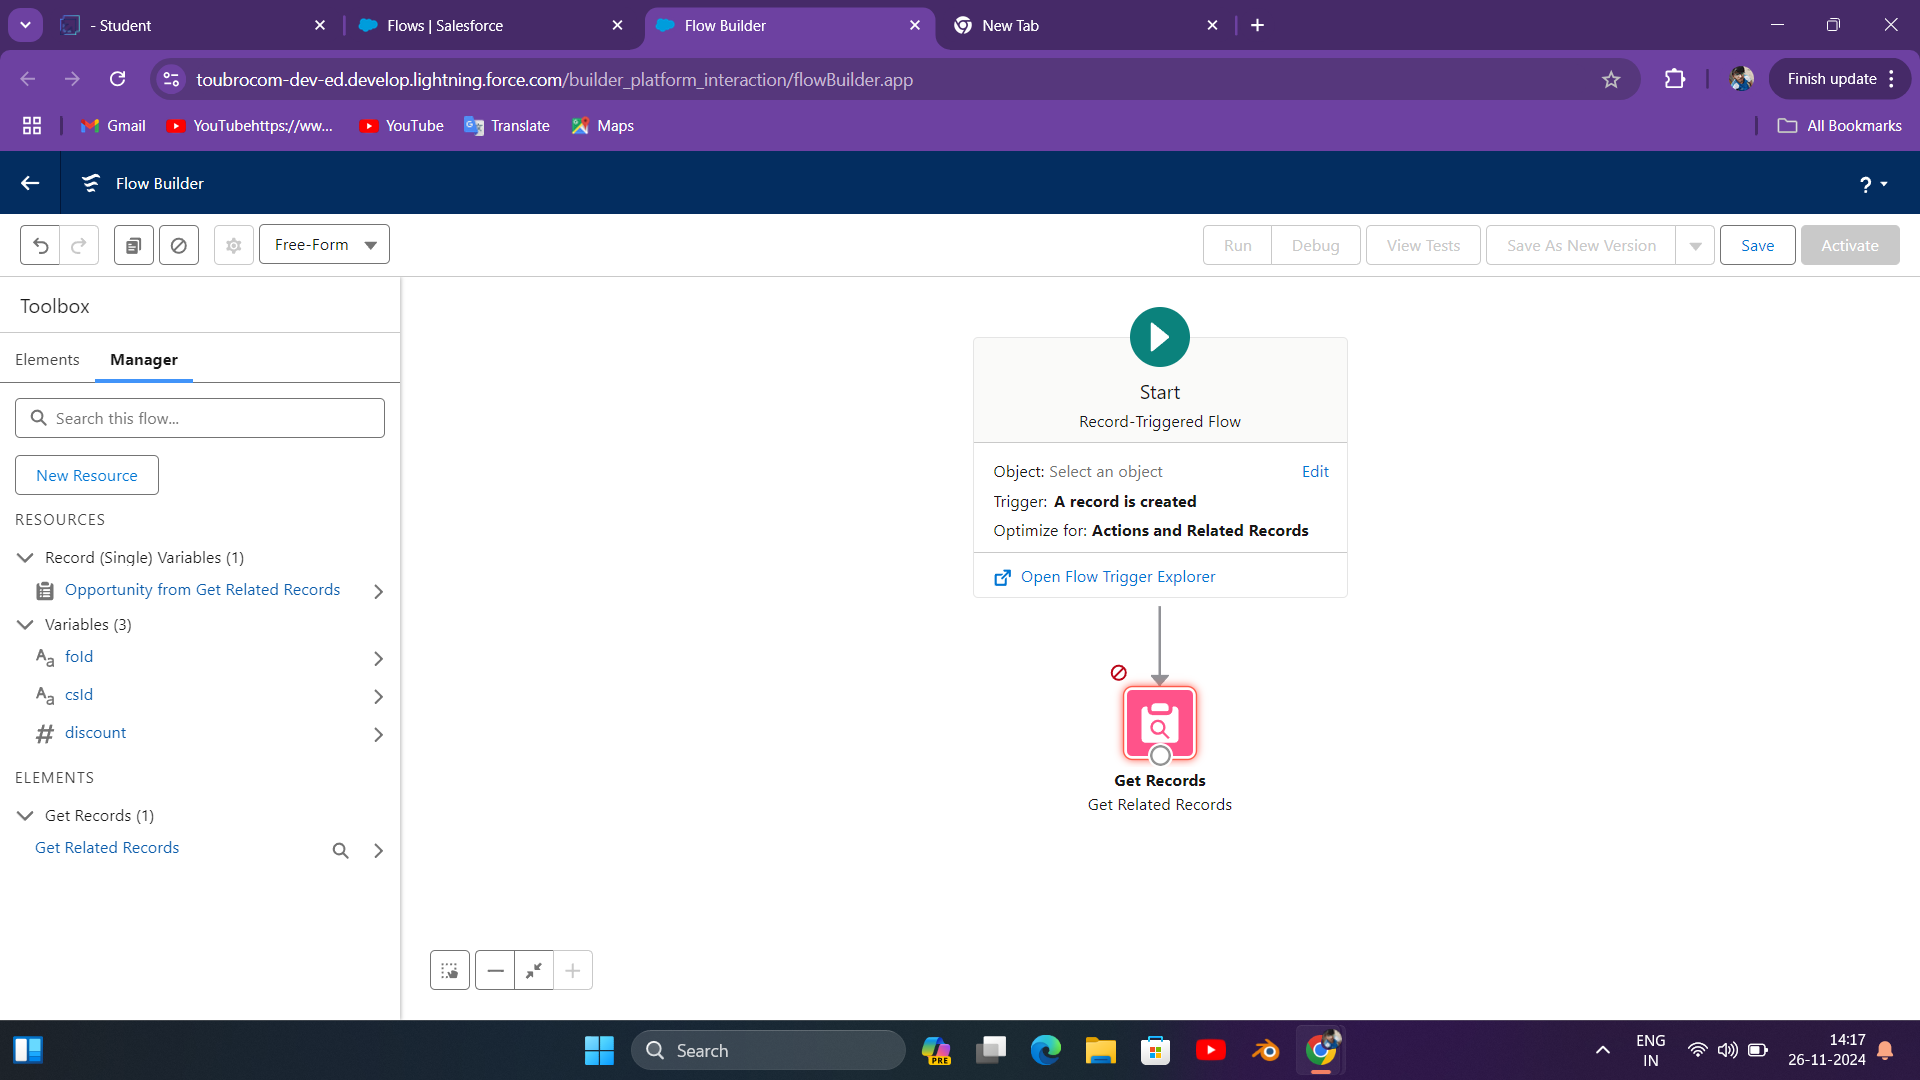 - Student
Flows | Salesforce
Flow Builder
New Tab
toubrocom-dev-ed.develop.lightning.force.com/builder_platform_interaction/flowBuilder.app
Finish update
Gmail
YouTubehttps://ww...
YouTube
Translate
Maps
All Bookmarks
Flow Builder
?
Free-Form
Run
Debug
View Tests
Save As New Version
Save
Activate
Toolbox
Elements
Manager
Search this flow...
New Resource
RESOURCES
Record (Single) Variables (1)
Opportunity from Get Related Records
Variables (3)
Aa foId
Aa csId
# discount
ELEMENTS
Get Records (1)
Get Related Records
Start
Record-Triggered Flow
Object: Select an object
Edit
Trigger: A record is created
Optimize for: Actions and Related Records
Open Flow Trigger Explorer
Get Records
Get Related Records
Search
PRE
ENG
IN
14:17
26-11-2024